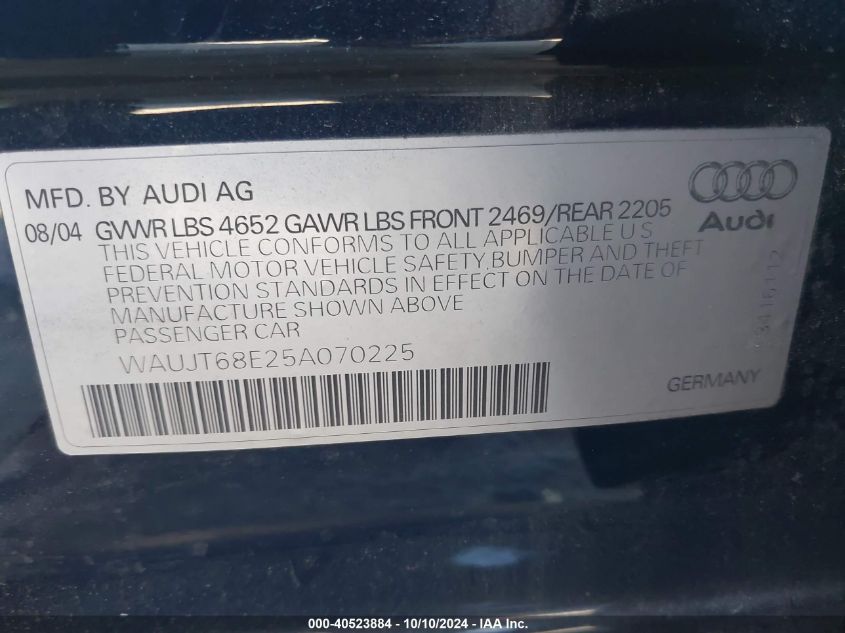 MFD. BY AUDI AG
08/04 GVWR LBS 4652 GAWR LBS FRONT 2469/REAR 2205
THIS VEHICLE CONFORMS TO ALL APPLICABLE U S
FEDERAL MOTOR VEHICLE SAFETY, BUMPER AND THEFT
PREVENTION STANDARDS IN EFFECT ON THE DATE OF
MANUFACTURE SHOWN ABOVE
PASSENGER CAR
WAUJT68E25A070225
Audi
GERMANY
000-40523884 - 10/10/2024 - IAA Inc.